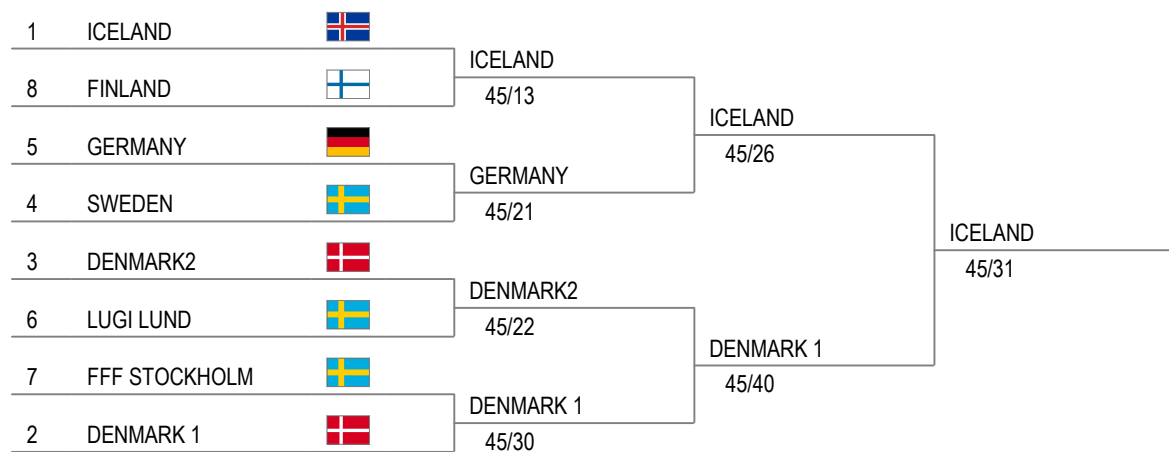 1 ICELAND
ICELAND
8 FINLAND
45/13
ICELAND
5 GERMANY
45/26
GERMANY
4 SWEDEN
45/21
ICELAND
3 DENMARK2
45/31
DENMARK2
6 LUGI LUND
45/22
DENMARK 1
7 FFF STOCKHOLM
45/40
DENMARK 1
2 DENMARK 1
45/30